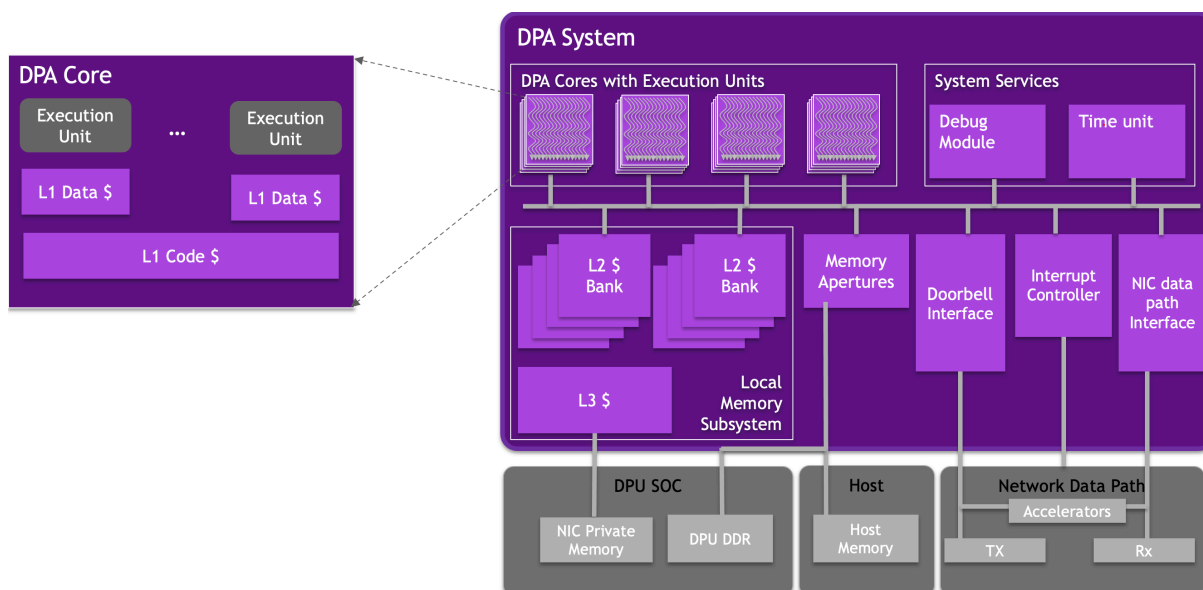 DPA Core
Execution
Unit
...
Execution
Unit
L1 Data $
L1 Data $
L1 Code $
DPA System
DPA Cores with Execution Units
System Services
Debug
Module
Time unit
L2 $
Bank
L2 $
Bank
Memory
Apertures
Doorbell
Interface
Interrupt
Controller
NIC data
path
Interface
L3 $
Local
Memory
Subsystem
DPU SOC
NIC Private
Memory
DPU DDR
Host
Host
Memory
Network Data Path
Accelerators
TX
Rx